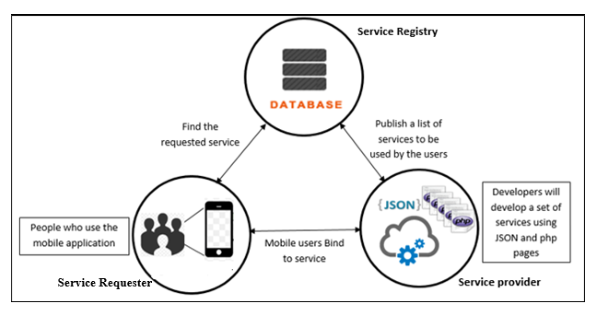 Service Registry
DATABASE
Find the
requested service
Publish a list of
services to be
used by the users
People who use the
mobile application
{JSON}
php
Developers will
develop a set of
services using
JSON and php
pages
Mobile users Bind
to service
Service Requester
Service provider